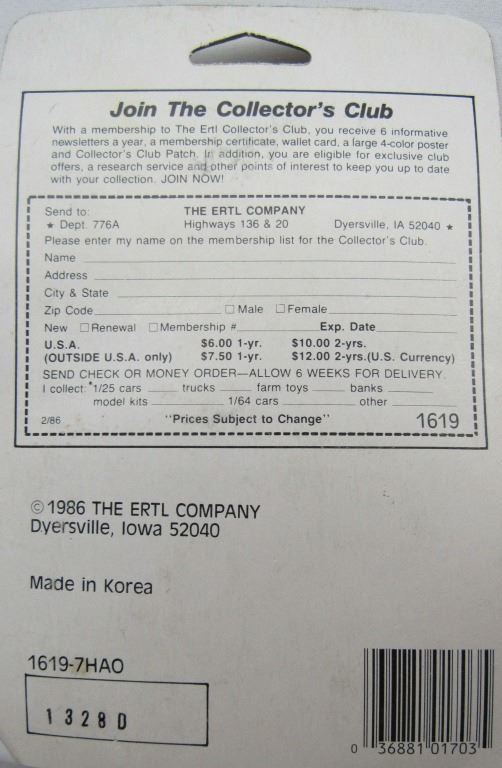 Join The Collector's Club
With a membership to The Ertl Collector's Club, you receive 6 informative
newsletters a year, a membership certificate, wallet card, a large 4-color poster
and Collector's Club Patch. In addition, you are eligible for exclusive club
offers, a research service and other points of interest to keep you up to date
with your collection. JOIN NOW!
Send to: THE ERTL COMPANY
★ Dept. 776A Highways 136 & 20 Dyersville, IA 52040 ★
Please enter my name on the membership list for the Collector's Club.
Name
Address
City & State
Zip Code □ Male □ Female
New □ Renewal □ Membership # Exp. Date
U.S.A. $6.00 1-yr. $10.00 2-yrs.
(OUTSIDE U.S.A. only) $7.50 1-yr. $12.00 2-yrs. (U.S. Currency)
SEND CHECK OR MONEY ORDER—ALLOW 6 WEEKS FOR DELIVERY.
I collect: 1/25 cars trucks farm toys banks
model kits 1/64 cars other
2/86 "Prices Subject to Change" 1619
© 1986 THE ERTL COMPANY
Dyersville, Iowa 52040
Made in Korea
1619-7HAO
1328D
0 36881 01703